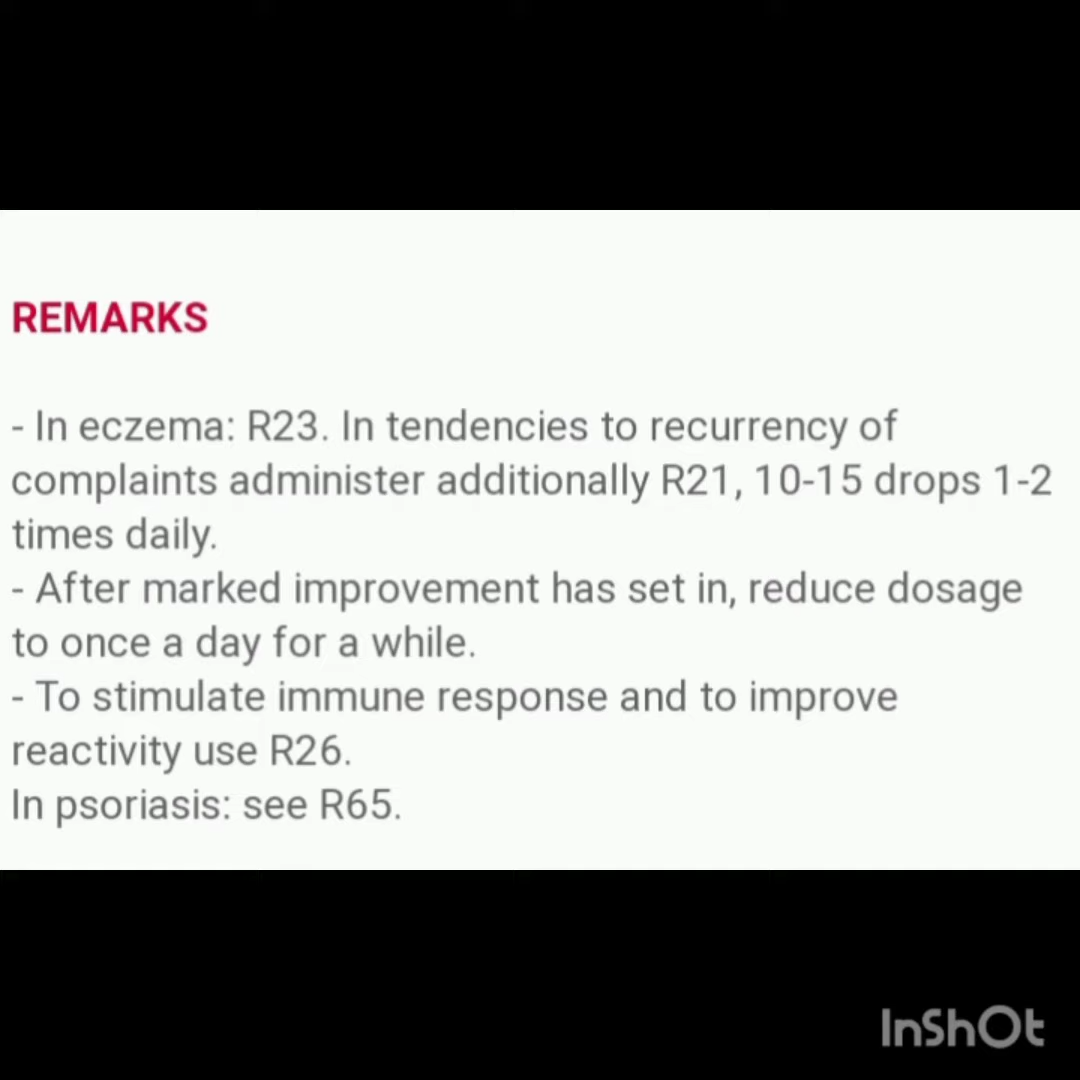 REMARKS
- In eczema: R23. In tendencies to recurrency of
complaints administer additionally R21, 10-15 drops 1-2
times daily.
- After marked improvement has set in, reduce dosage
to once a day for a while.
- To stimulate immune response and to improve
reactivity use R26.
In psoriasis: see R65.
InShOt